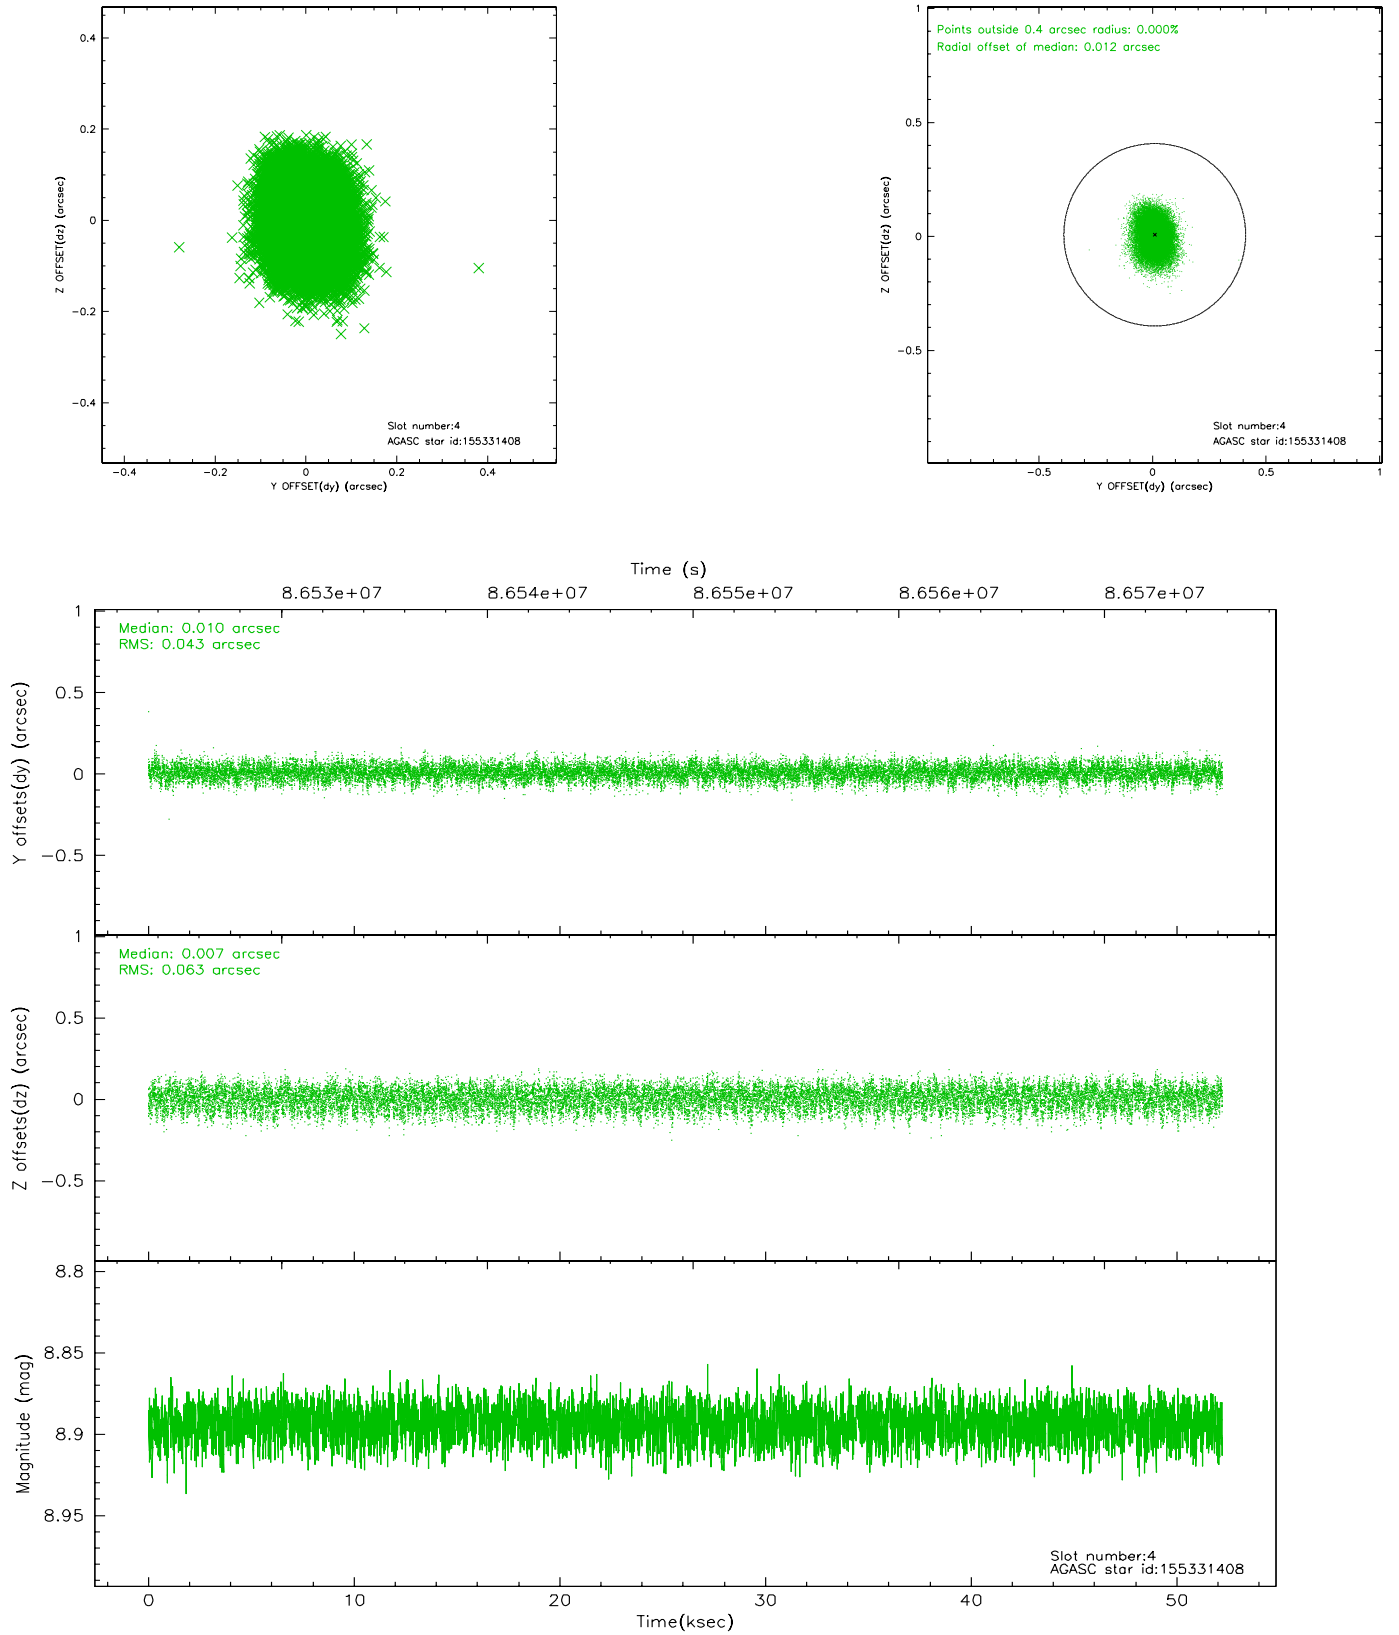 0.4
0.2
0
−0.2
−0.4
Z OFFSET(dz) (arcsec)
−0.4 −0.2 0 0.2 0.4
Y OFFSET(dy) (arcsec)
Slot number:4
AGASC star id:155331408
Points outside 0.4 arcsec radius: 0.000%
Radial offset of median: 0.012 arcsec
1
0.5
0
−0.5
Z OFFSET(dz) (arcsec)
−0.5 0 0.5 1
Y OFFSET(dy) (arcsec)
Slot number:4
AGASC star id:155331408
Time (s)
8.653e+07 8.654e+07 8.655e+07 8.656e+07 8.657e+07
Median: 0.010 arcsec
RMS: 0.043 arcsec
1
0.5
0
−0.5
Y offsets(dy) (arcsec)
Median: 0.007 arcsec
RMS: 0.063 arcsec
1
0.5
0
−0.5
Z offsets(dz) (arcsec)
8.8
8.85
8.9
8.95
Magnitude (mag)
Slot number:4
AGASC star id:155331408
0 10 20 30 40 50
Time(ksec)